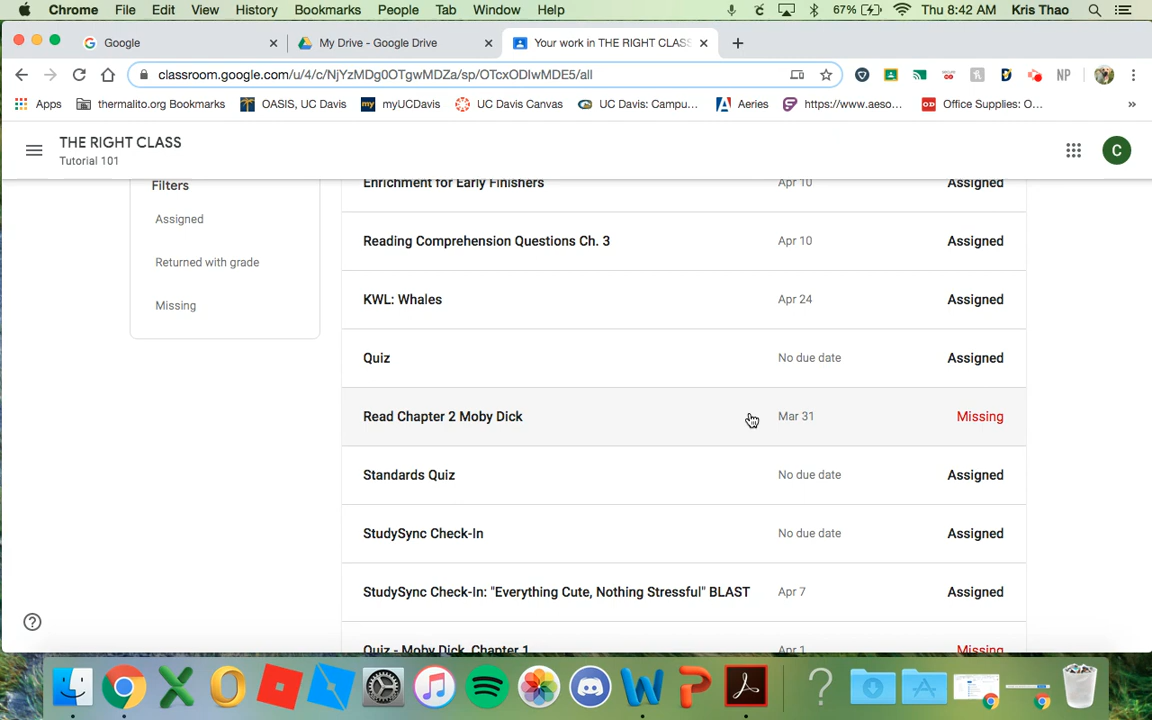 Chrome File Edit View History Bookmarks People Tab Window Help 67% Thu 8:42 AM Kris Thao
Google My Drive - Google Drive Your work in THE RIGHT CLASS
classroom.google.com/u/4/c/NjYzMDg0OTgwMDZa/sp/OTcxODIwMDE5/all NP
Apps thermalito.org Bookmarks OASIS, UC Davis myUCDavis UC Davis Canvas UC Davis: Campu... Aeries https://www.aeso... Office Supplies: O... »
THE RIGHT CLASS
Tutorial 101
C
Filters
Assigned
Returned with grade
Missing
Enrichment for Early Finishers Apr 10 Assigned
Reading Comprehension Questions Ch. 3 Apr 10 Assigned
KWL: Whales Apr 24 Assigned
Quiz No due date Assigned
Read Chapter 2 Moby Dick Mar 31 Missing
Standards Quiz No due date Assigned
StudySync Check-In No due date Assigned
StudySync Check-In: "Everything Cute, Nothing Stressful" BLAST Apr 7 Assigned
Quiz - Moby Dick, Chapter 1 Apr 1 Missing